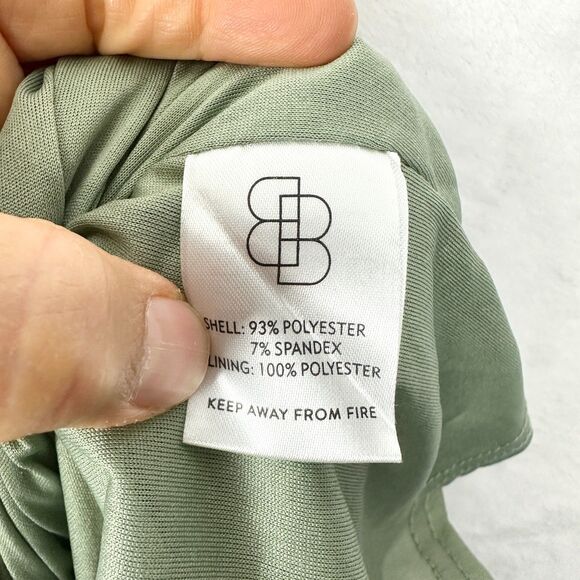 SHELL: 93% POLYESTER
7% SPANDEX
LINING: 100% POLYESTER
KEEP AWAY FROM FIRE